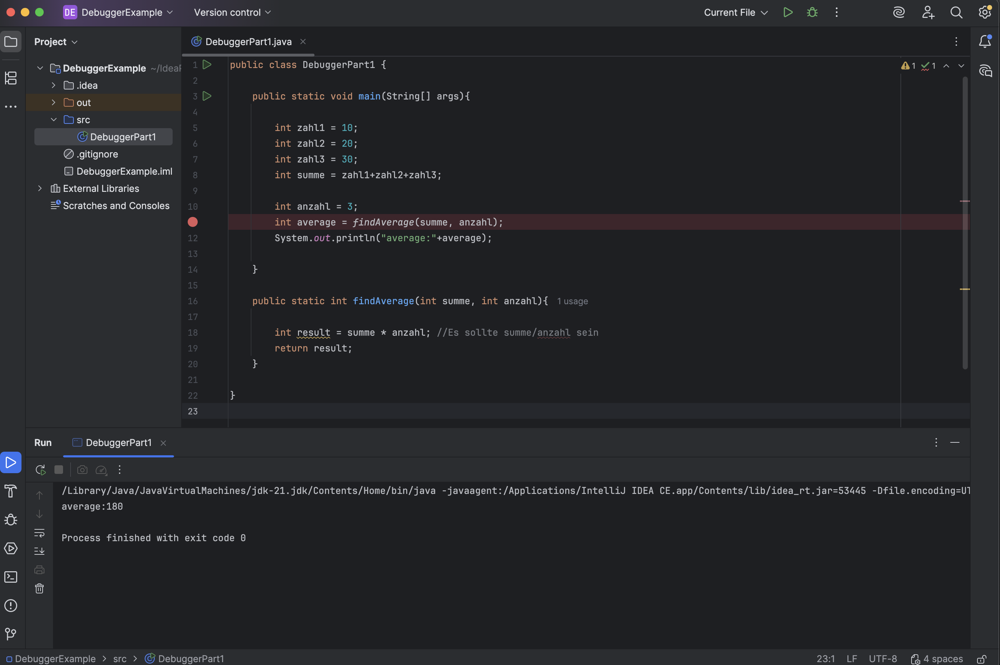 DE DebuggerExample Version control Current File
Project
DebuggerPart1.java
DebuggerExample ~/IdeaP
.idea
out
src
DebuggerPart1
.gitignore
DebuggerExample.iml
External Libraries
Scratches and Consoles
1 public class DebuggerPart1 { 1 1
2
3 public static void main(String[] args){
4
5 int zahl1 = 10;
6 int zahl2 = 20;
7 int zahl3 = 30;
8 int summe = zahl1+zahl2+zahl3;
9
10 int anzahl = 3;
int average = findAverage(summe, anzahl);
12 System.out.println("average:"+average);
13
14 }
15
16 public static int findAverage(int summe, int anzahl){ 1 usage
17
18 int result = summe * anzahl; //Es sollte summe/anzahl sein
19 return result;
20 }
21
22 }
23
Run DebuggerPart1
/Library/Java/JavaVirtualMachines/jdk-21.jdk/Contents/Home/bin/java -javaagent:/Applications/IntelliJ IDEA CE.app/Contents/lib/idea_rt.jar=53445 -Dfile.encoding=UT
average:180
Process finished with exit code 0
DebuggerExample > src > DebuggerPart1 23:1 LF UTF-8 4 spaces